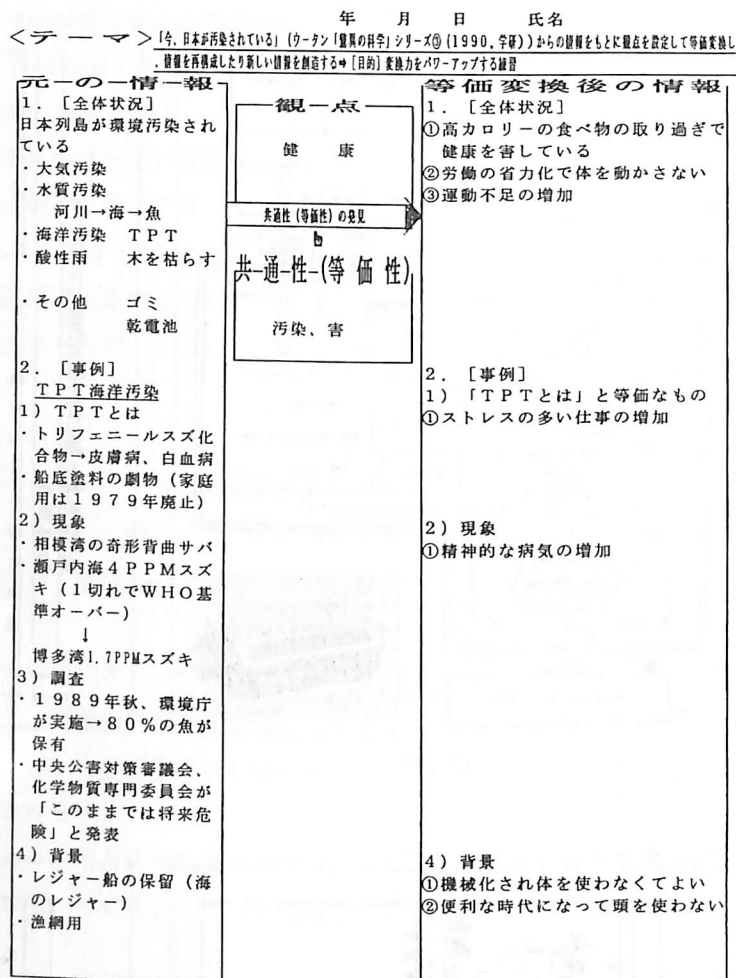 年　月　日　氏名
＜テーマ＞「今、日本が汚染されている」（ウータン「驚異の科学」シリーズ⑨（1990，学研））からの情報をもとに観点を設定して等価変換し
、情報を再構成したり新しい情報を創造する➡［目的］変換力をパワーアップする練習
元の情報
1．［全体状況］
日本列島が環境汚染され
ている
・大気汚染
・水質汚染
河川→海→魚
・海洋汚染　TPT
・酸性雨　木を枯らす
・その他　ゴミ
乾電池
2．［事例］
TPT海洋汚染
1）TPTとは
・トリフェニールスズ化
合物→皮膚病、白血病
・船底塗料の劇物（家庭
用は1979年廃止）
2）現象
・相模湾の奇形背曲サバ
・瀬戸内海4PPMスズ
キ（1切れでWHO基
準オーバー）
↓
博多湾1.7PPMスズキ
3）調査
・1989年秋、環境庁
が実施→80％の魚が
保有
・中央公害対策審議会、
化学物質専門委員会が
「このままでは将来危
険」と発表
4）背景
・レジャー船の保留（海
のレジャー）
・漁網用
観点
健　康
共通性（等価性）の発見
共通性（等価性）
汚染、害
等価変換後の情報
1．［全体状況］
①高カロリーの食べ物の取り過ぎで
健康を害している
②労働の省力化で体を動かさない
③運動不足の増加
2．［事例］
1）「TPTとは」と等価なもの
①ストレスの多い仕事の増加
2）現象
①精神的な病気の増加
4）背景
①機械化され体を使わなくてよい
②便利な時代になって頭を使わない